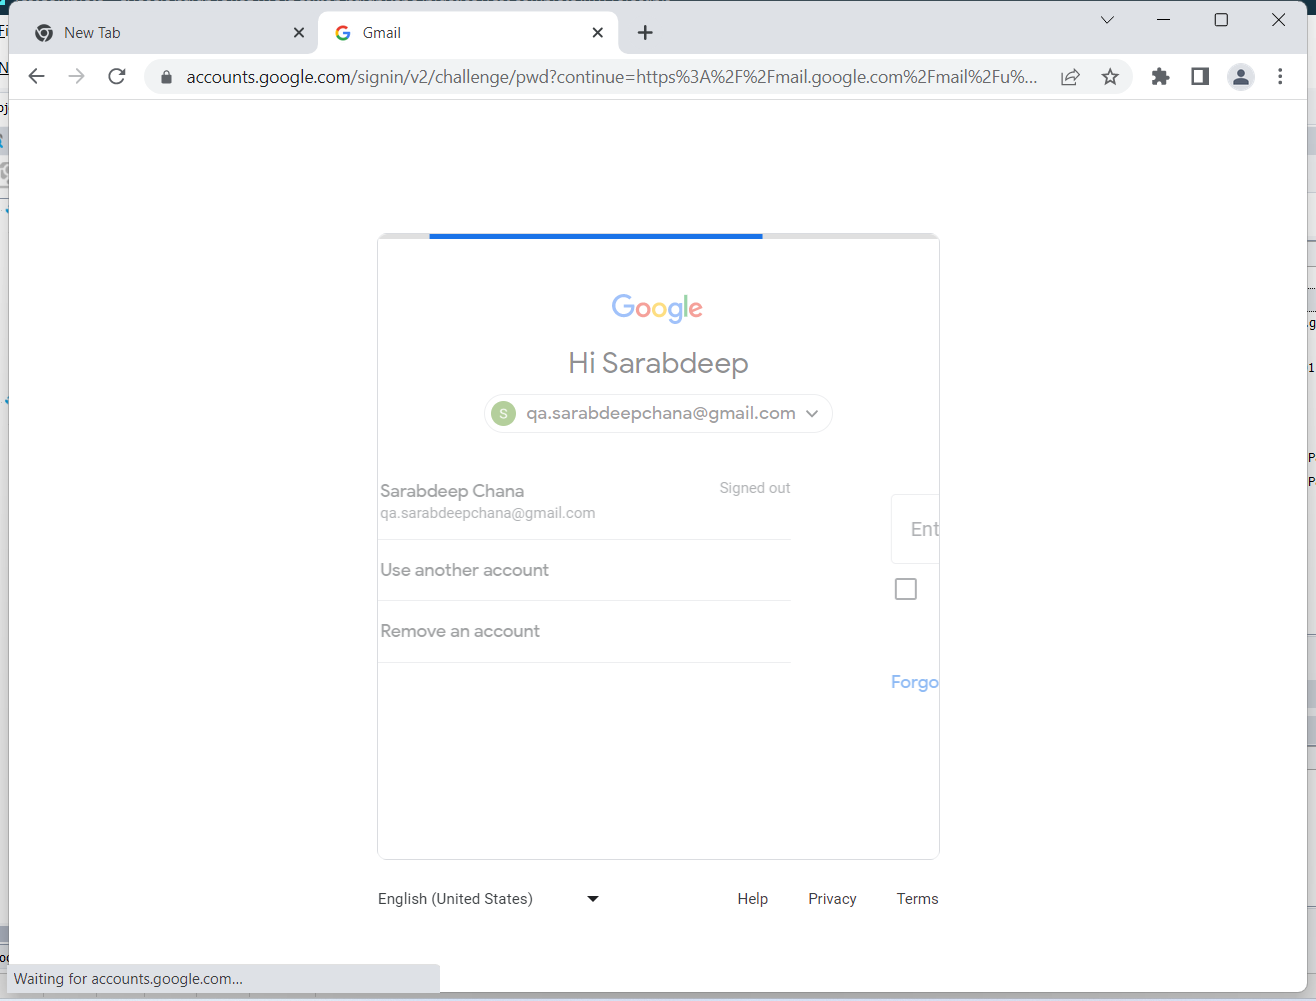 New Tab
Gmail
accounts.google.com/signin/v2/challenge/pwd?continue=https%3A%2F%2Fmail.google.com%2Fmail%2Fu%...
Google
Hi Sarabdeep
S
qa.sarabdeepchana@gmail.com
Sarabdeep Chana
Signed out
qa.sarabdeepchana@gmail.com
Ent
Use another account
Remove an account
Forgo
English (United States)
Help
Privacy
Terms
Waiting for accounts.google.com...